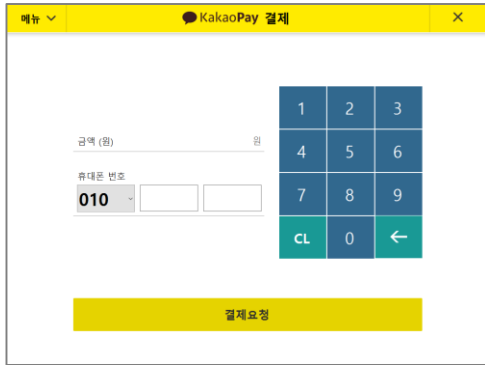 메뉴
KakaoPay 결제
×
금액 (원) 원
휴대폰 번호
010
1 2 3
4 5 6
7 8 9
CL 0 ←
결제요청